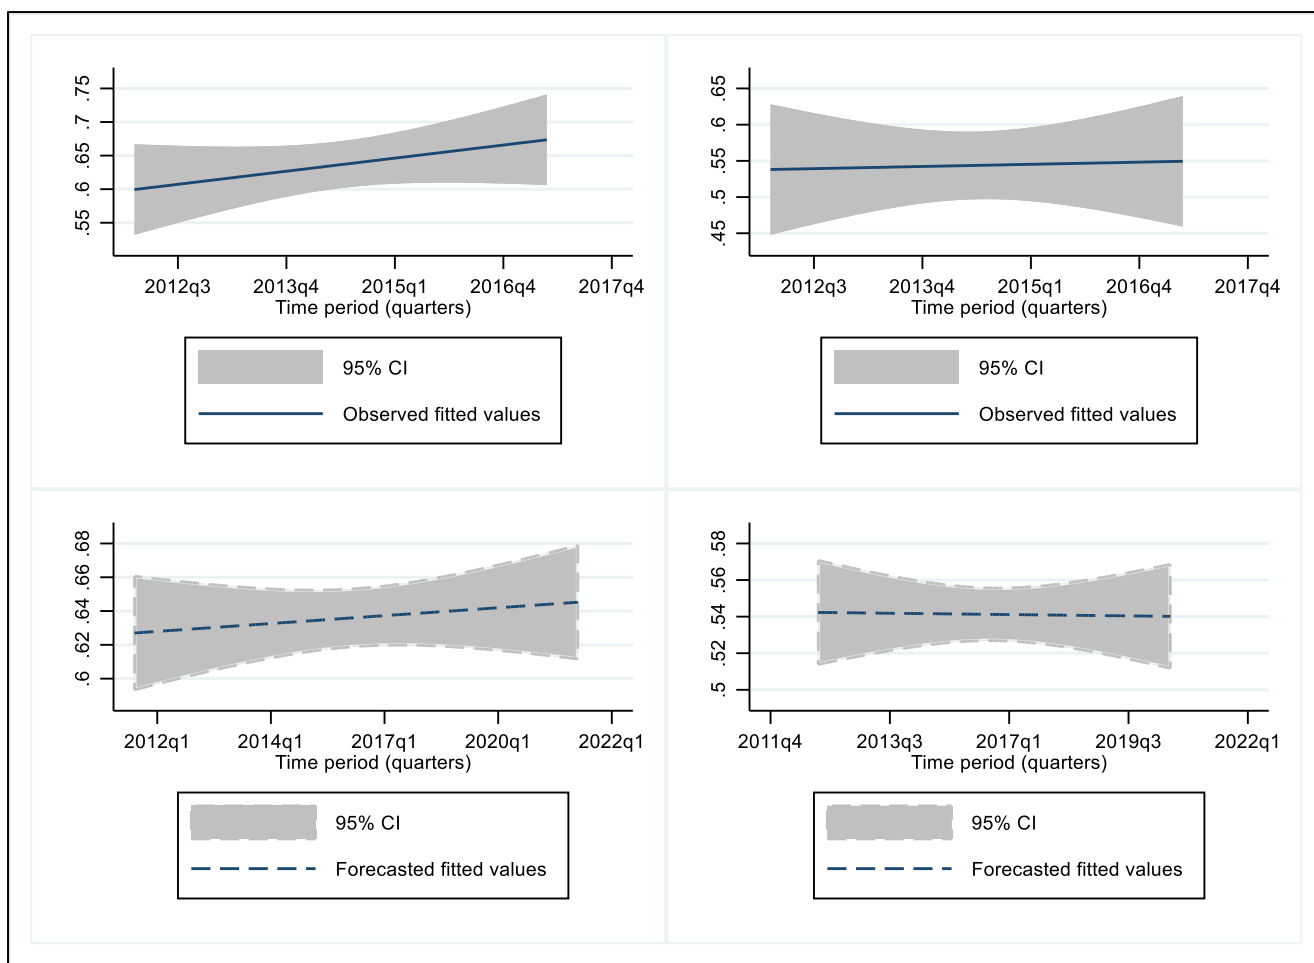 .75
.7
.65
.6
.55
2012q3 2013q4 2015q1 2016q4 2017q4
Time period (quarters)
95% CI
Observed fitted values
.65
.6
.55
.5
.45
2012q3 2013q4 2015q1 2016q4 2017q4
Time period (quarters)
95% CI
Observed fitted values
.68
.66
.64
.62
.6
2012q1 2014q1 2017q1 2020q1 2022q1
Time period (quarters)
95% CI
Forecasted fitted values
.58
.56
.54
.52
.5
2011q4 2013q3 2017q1 2019q3 2022q1
Time period (quarters)
95% CI
Forecasted fitted values